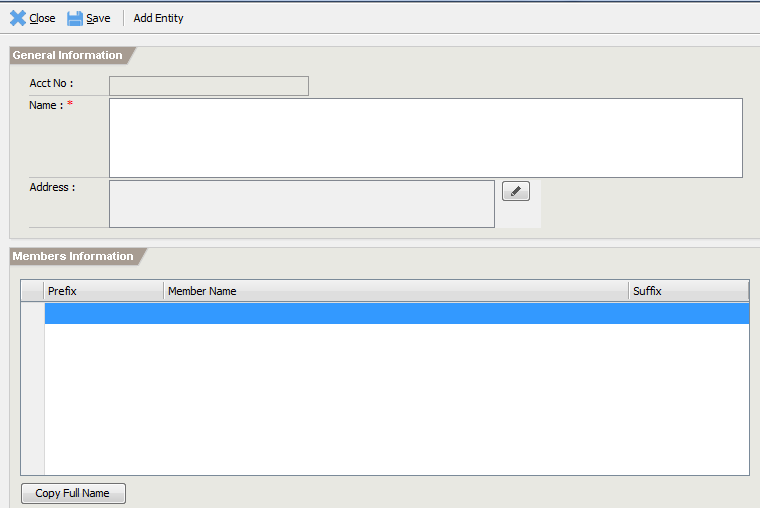 Close Save Add Entity
General Information
Acct No :
Name : *
Address :
Members Information
Prefix Member Name Suffix
Copy Full Name